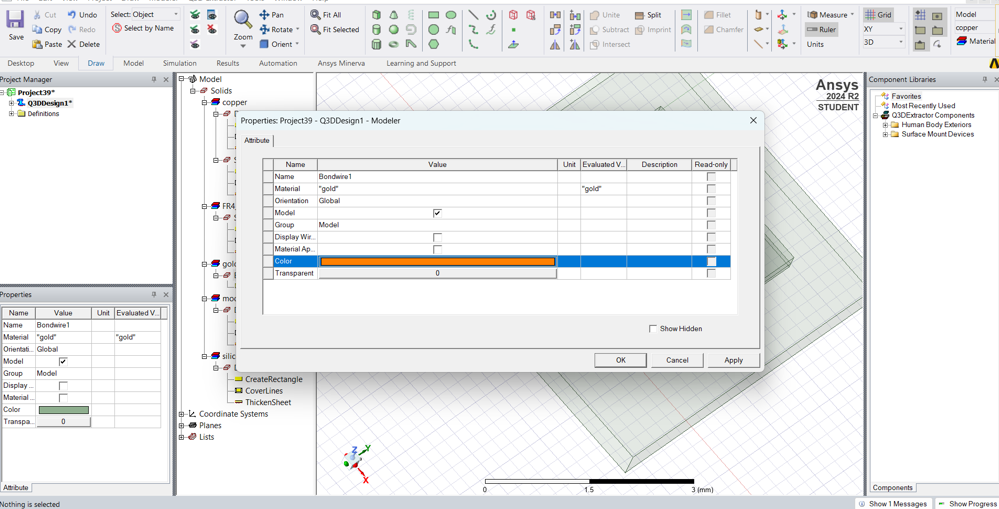 Save
Cut
Copy
Paste
Undo
Redo
Delete
Select: Object
Select by Name
Zoom
Pan
Rotate
Orient
Fit All
Fit Selected
Unite
Subtract
Intersect
Split
Imprint
Fillet
Chamfer
Measure
Ruler
Units
Grid
XY
3D
Model
copper
Material
Desktop View Draw Model Simulation Results Automation Ansys Minerva Learning and Support
Project Manager
Project39*
Q3DDesign1*
Definitions
Model
Solids
copper
FR4_
gold
silic
CreateRectangle
CoverLines
ThickenSheet
Coordinate Systems
Planes
Lists
Ansys
2024 R2
STUDENT
Properties: Project39 - Q3DDesign1 - Modeler
Attribute
Name Value Unit Evaluated V... Description Read-only
Name Bondwire1
Material "gold" "gold"
Orientation Global
Model
Group Model
Display Wir...
Material Ap...
Color
Transparent 0
Show Hidden
OK Cancel Apply
Properties
Name Value Unit Evaluated V...
Name Bondwire1
Material "gold" "gold"
Orientati... Global
Model
Group Model
Display ...
Material ...
Color
Transpa... 0
Attribute
Z
Y
X
0 1.5 3 (mm)
Component Libraries
Favorites
Most Recently Used
Q3DExtractor Components
Human Body Exteriors
Surface Mount Devices
Components
Nothing is selected
Show 1 Messages
Show Progress